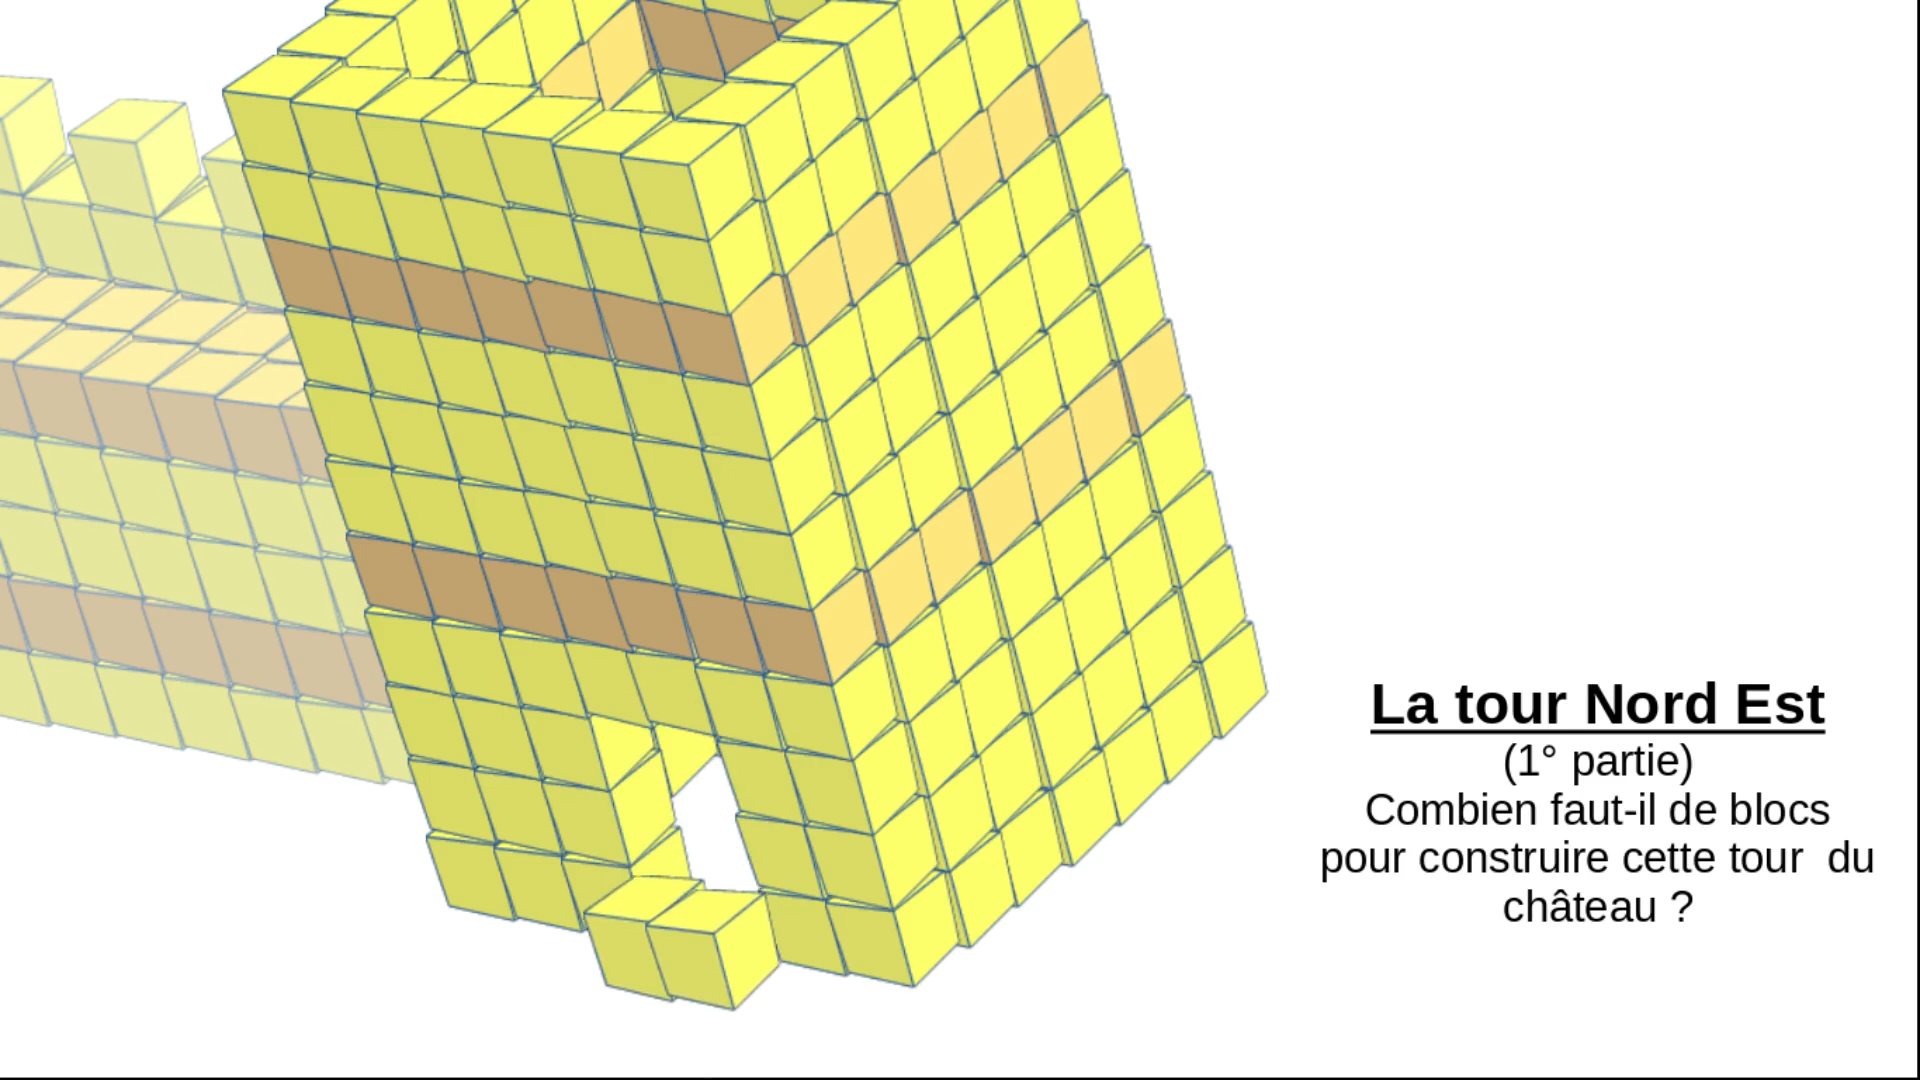 La tour Nord Est
(1° partie)
Combien faut-il de blocs
pour construire cette tour  du
château ?